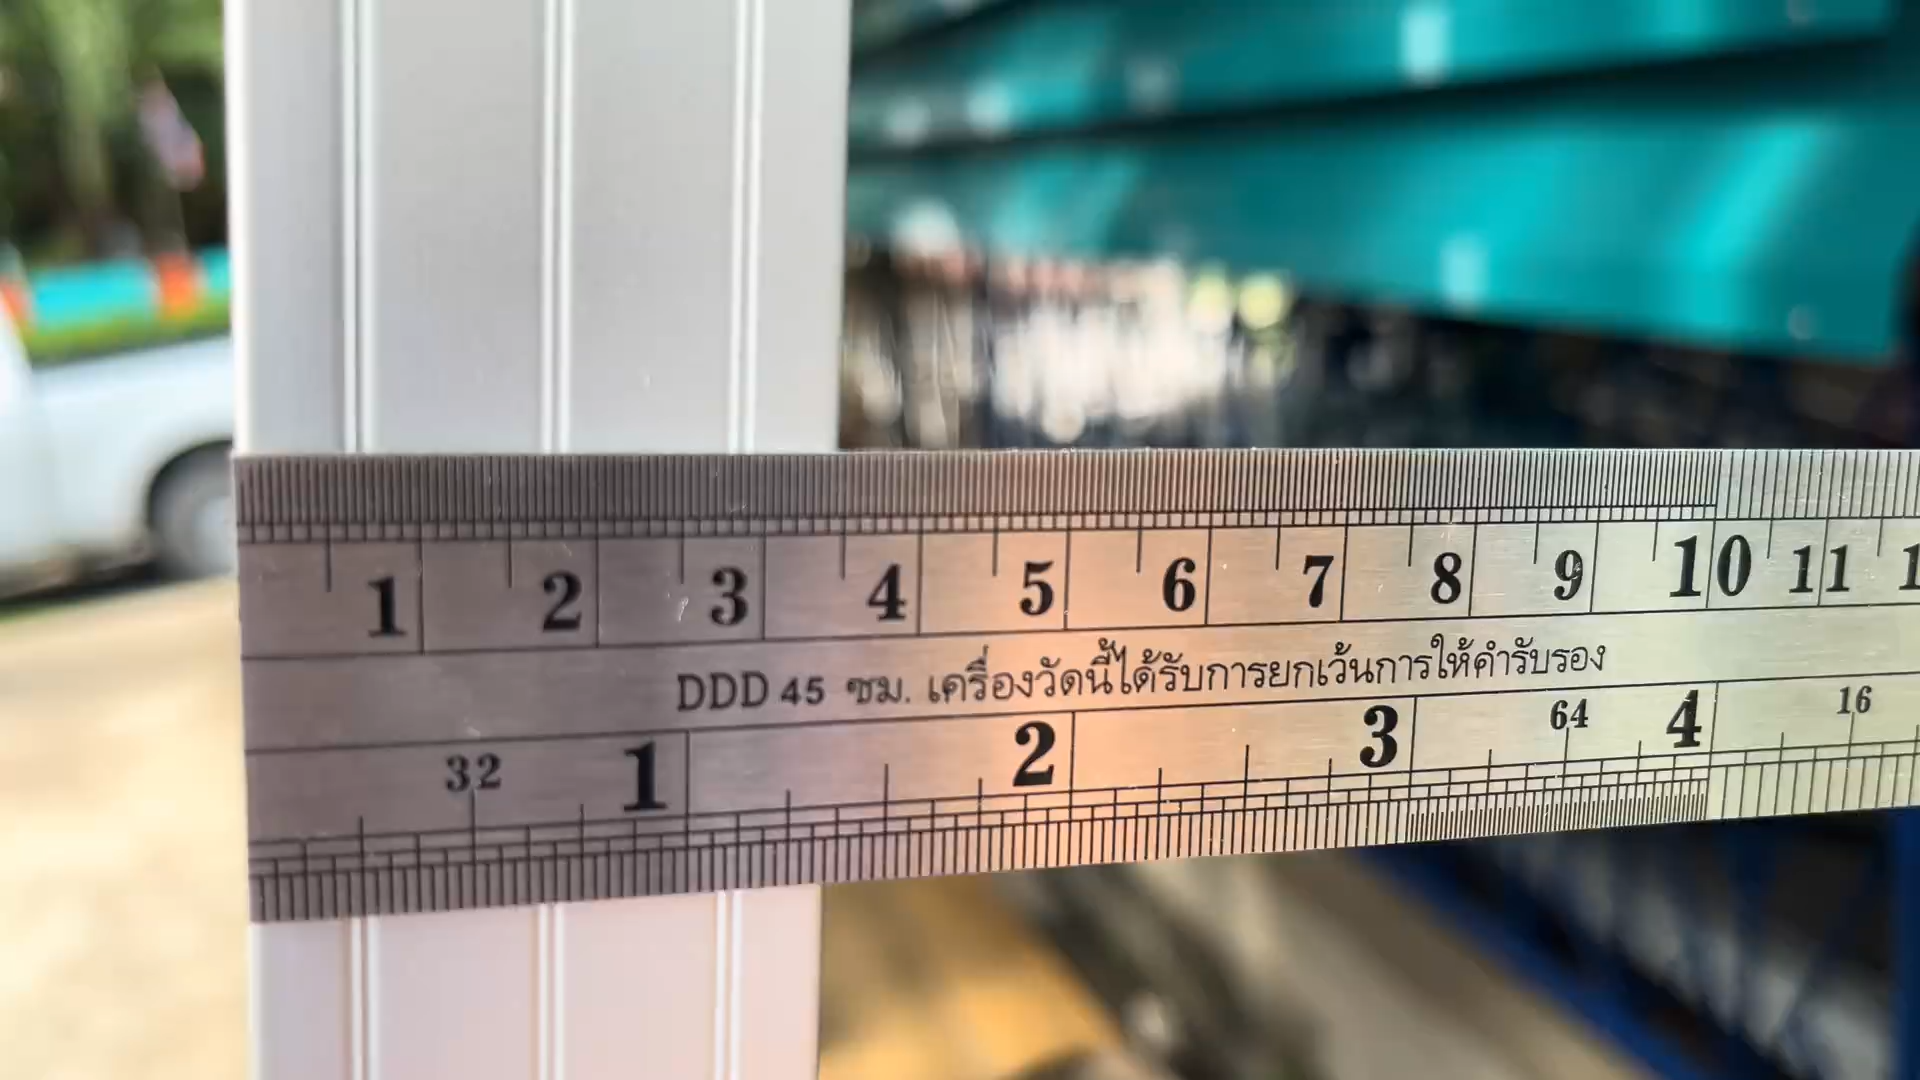 1 2 3 4 5 6 7 8 9 10 11 1
DDD 45 ซม. เครื่องวัดนี้ได้รับการยกเว้นการให้คำรับรอง
32 1 2 3 64 4 16